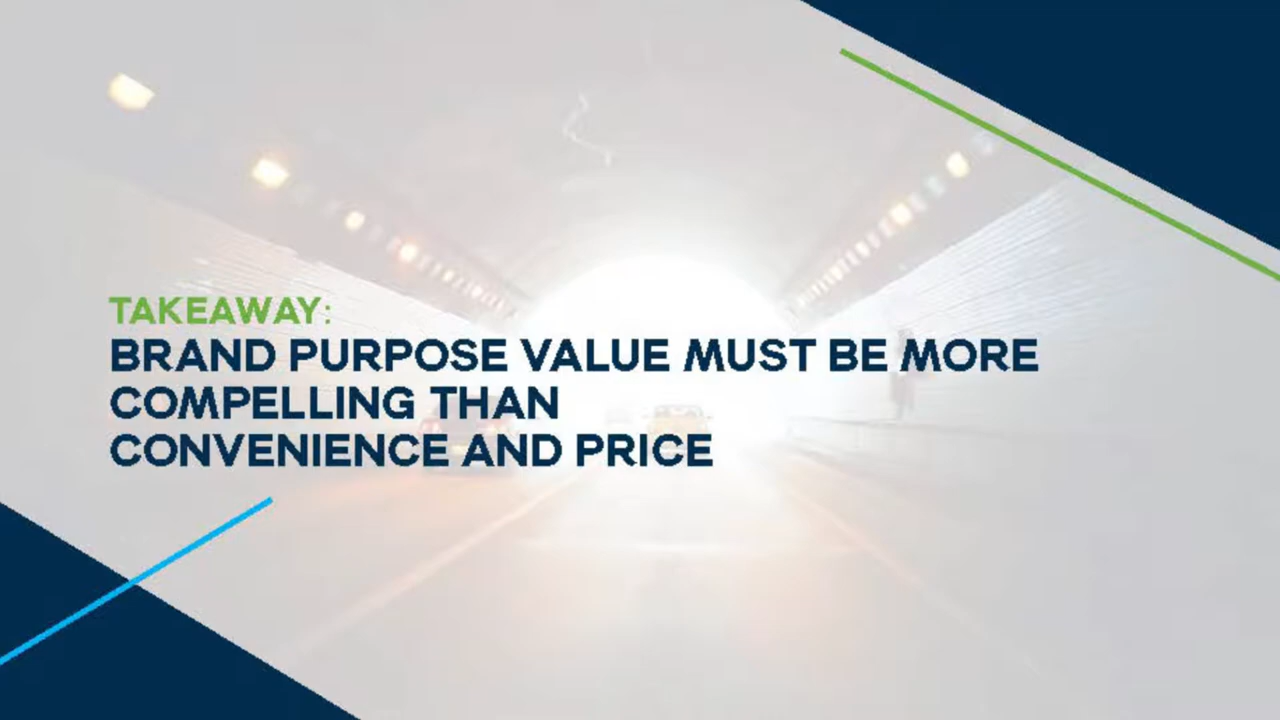 TAKEAWAY:
BRAND PURPOSE VALUE MUST BE MORE
COMPELLING THAN
CONVENIENCE AND PRICE